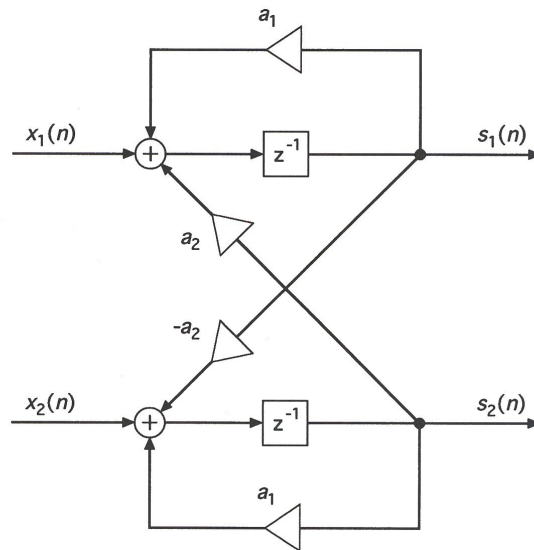 a₁
x₁(n)
z⁻¹
s₁(n)
a₂
-a₂
x₂(n)
z⁻¹
s₂(n)
a₁